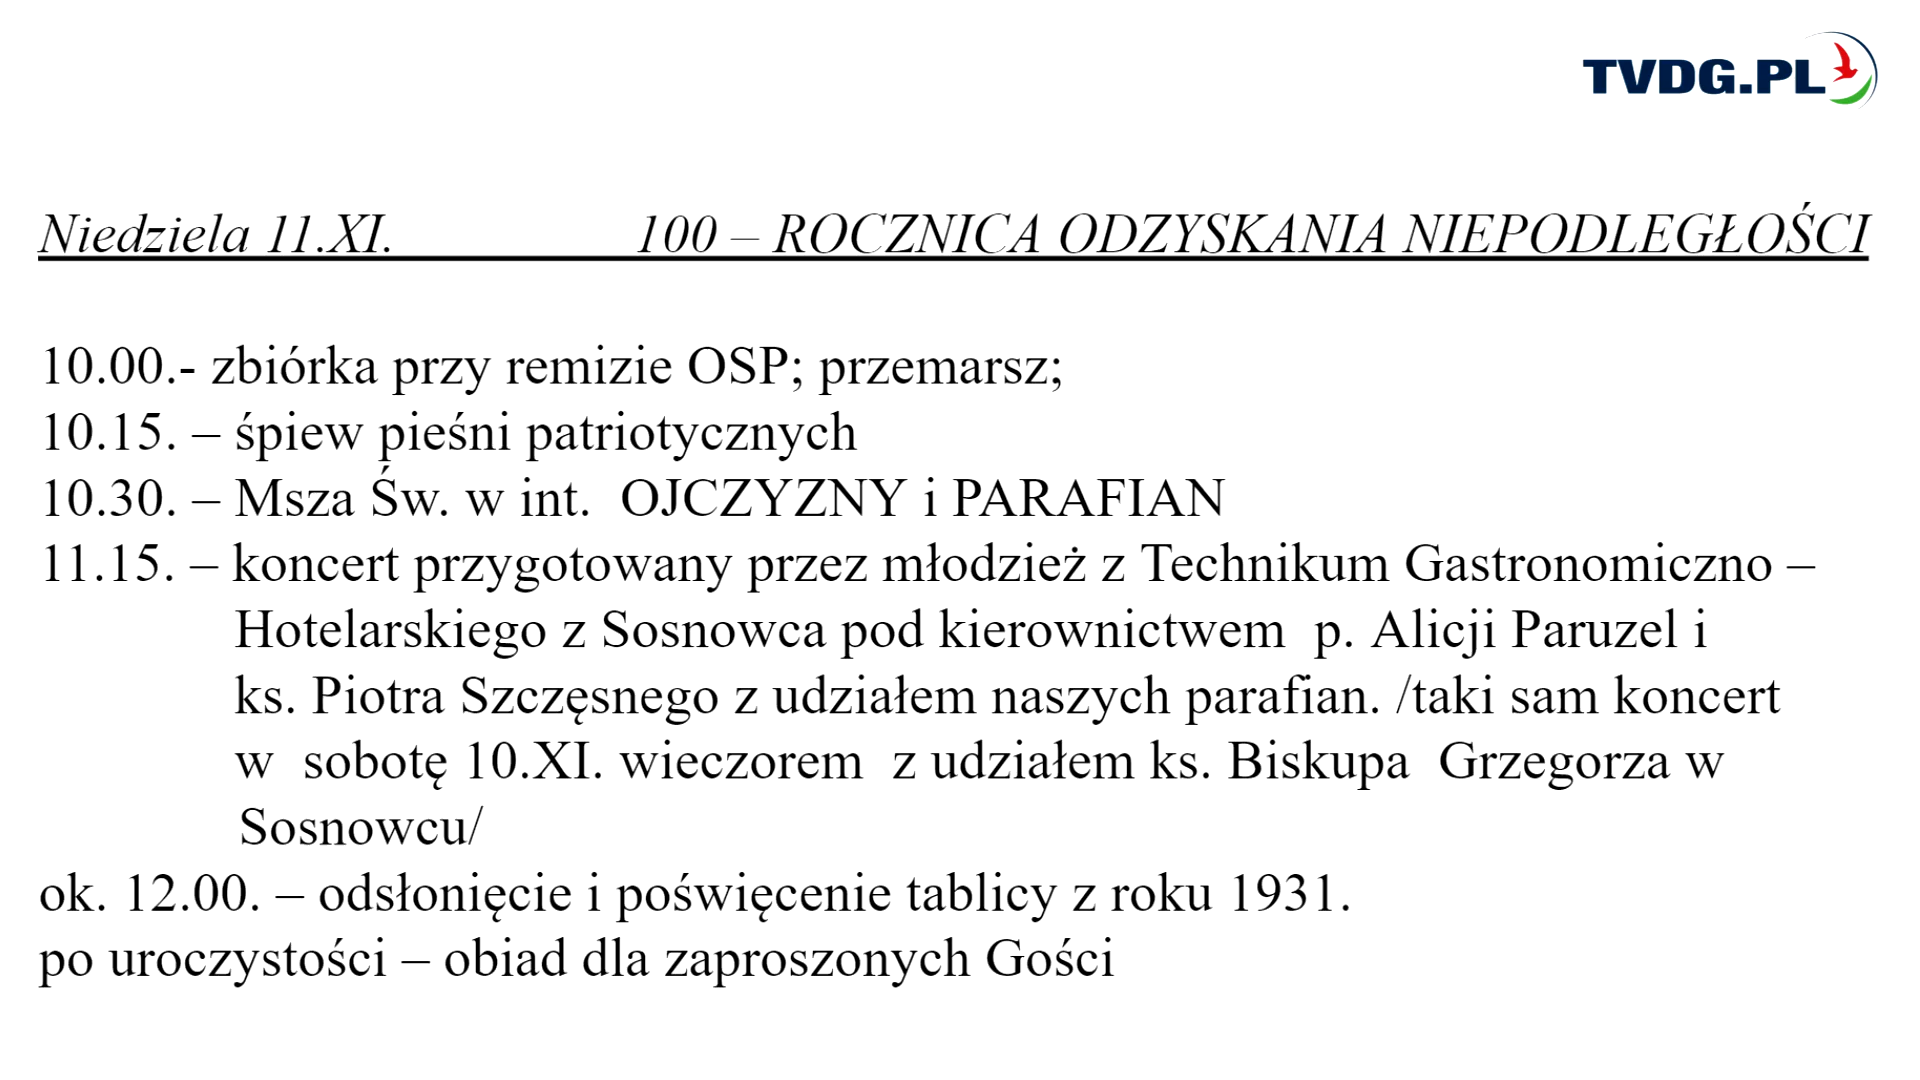 TVDG.PL
Niedziela 11.XI. 100 – ROCZNICA ODZYSKANIA NIEPODLEGŁOŚCI
10.00.- zbiórka przy remizie OSP; przemarsz;
10.15. – śpiew pieśni patriotycznych
10.30. – Msza Św. w int. OJCZYZNY i PARAFIAN
11.15. – koncert przygotowany przez młodzież z Technikum Gastronomiczno –
Hotelarskiego z Sosnowca pod kierownictwem p. Alicji Paruzel i
ks. Piotra Szczęsnego z udziałem naszych parafian. /taki sam koncert
w sobotę 10.XI. wieczorem z udziałem ks. Biskupa Grzegorza w
Sosnowcu/
ok. 12.00. – odsłonięcie i poświęcenie tablicy z roku 1931.
po uroczystości – obiad dla zaproszonych Gości